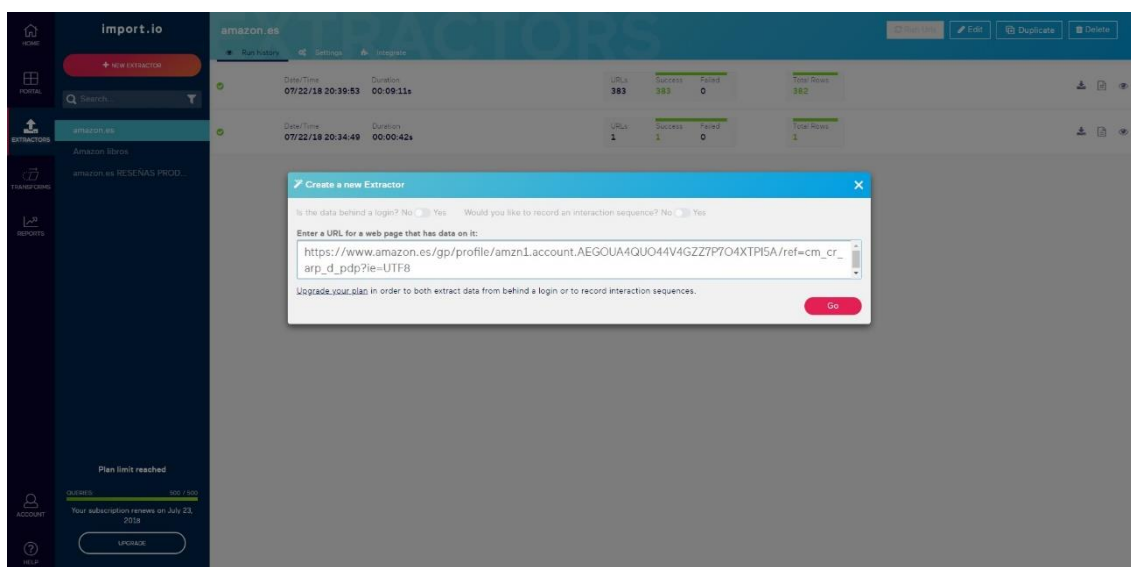 import.io
HOME
+ NEW EXTRACTOR
PORTAL
Search...
EXTRACTORS
amazon.es
Amazon libros
amazon.es RESEÑAS PROD...
TRANSFORMS
REPORTS
Plan limit reached
QUERIES: 500 / 500
Your subscription renews on July 23,
2018
UPGRADE
ACCOUNT
HELP
EXTRACTORS
amazon.es
Run history Settings Integrate
Run URLs Edit Duplicate Delete
Date/Time Duration URLs Success Failed Total Rows
07/22/18 20:39:53 00:09:11s 383 383 0 382
Date/Time Duration URLs Success Failed Total Rows
07/22/18 20:34:49 00:00:42s 1 1 0 1
Create a new Extractor
Is the data behind a login? No Yes Would you like to record an interaction sequence? No Yes
Enter a URL for a web page that has data on it:
https://www.amazon.es/gp/profile/amzn1.account.AEGOUA4QUO44V4GZZ7P7O4XTPI5A/ref=cm_cr_
arp_d_pdp?ie=UTF8
Upgrade your plan in order to both extract data from behind a login or to record interaction sequences.
Go